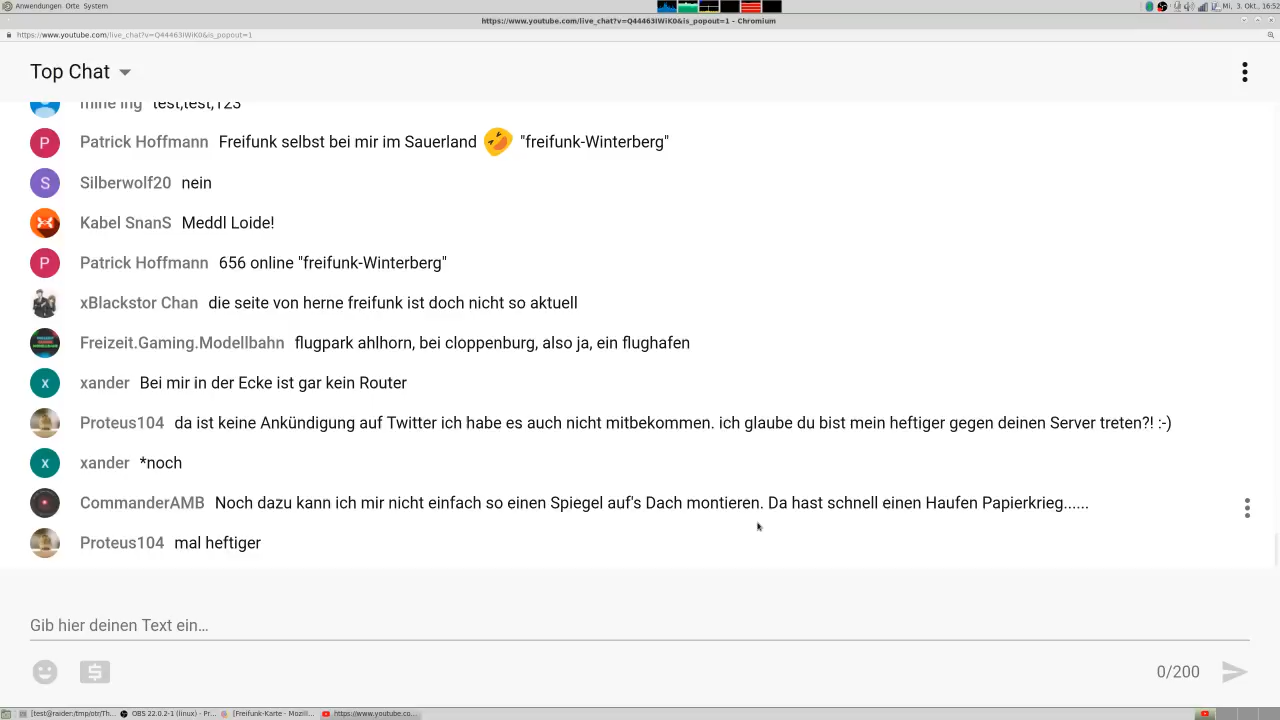 Anwendungen Orte System
Mi, 3. Okt., 16:52
https://www.youtube.com/live_chat?v=Q44463IWiK0&is_popout=1 - Chromium
https://www.youtube.com/live_chat?v=Q44463IWiK0&is_popout=1
Top Chat
mine ing test,test,123
P Patrick Hoffmann Freifunk selbst bei mir im Sauerland 🤣 "freifunk-Winterberg"
S Silberwolf20 nein
Kabel SnanS Meddl Loide!
P Patrick Hoffmann 656 online "freifunk-Winterberg"
xBlackstor Chan die seite von herne freifunk ist doch nicht so aktuell
Freizeit.Gaming.Modellbahn flugpark ahlhorn, bei cloppenburg, also ja, ein flughafen
x xander Bei mir in der Ecke ist gar kein Router
Proteus104 da ist keine Ankündigung auf Twitter ich habe es auch nicht mitbekommen. ich glaube du bist mein heftiger gegen deinen Server treten?! :-)
x xander *noch
CommanderAMB Noch dazu kann ich mir nicht einfach so einen Spiegel auf's Dach montieren. Da hast schnell einen Haufen Papierkrieg......
Proteus104 mal heftiger
Gib hier deinen Text ein...
0/200
[test@raider:/tmp/otr/Th... OBS 22.0.2-1 (linux) - Pr... [Freifunk-Karte - Mozill... https://www.youtube.co...